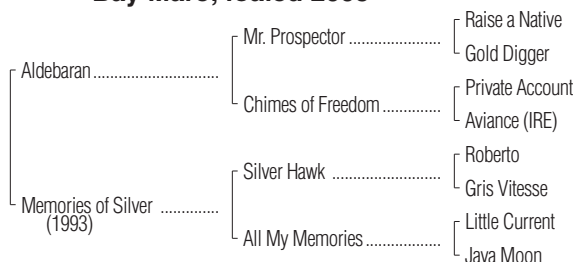 Bay Mare, foaled
Raise a Native
Mr. Prospector ......................
Gold Digger
Aldebaran..............................
Private Account
Chimes of Freedom..............
Aviance (IRE)
Roberto
Silver Hawk ..........................
Gris Vitesse
Memories of Silver ..............
(1993)
Little Current
All My Memories..................
Java Moon